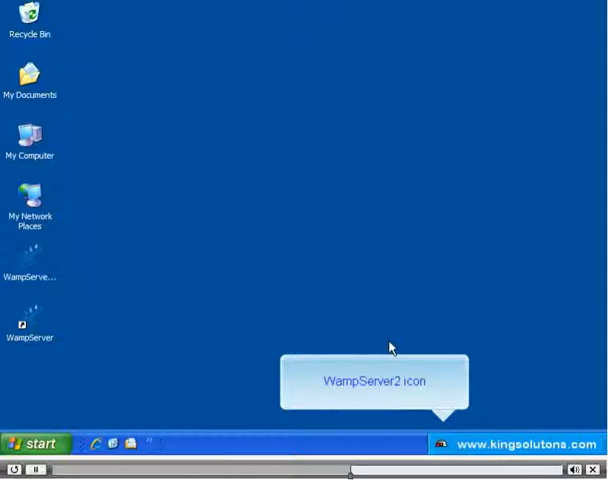 Recycle Bin
My Documents
My Computer
My Network
Places
WampServe...
WampServer
WampServer2 icon
start
www.kingsolutons.com